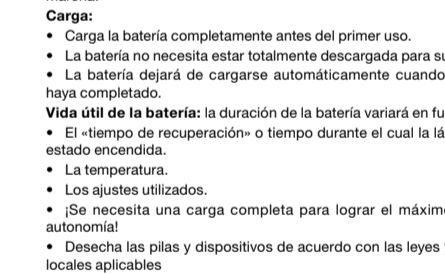 Carga:
• Carga la batería completamente antes del primer uso.
• La batería no necesita estar totalmente descargada para
• La batería dejará de cargarse automáticamente cuando
haya completado.
Vida útil de la batería: la duración de la batería variará en
• El «tiempo de recuperación» o tiempo durante el cual la
estado encendida.
• La temperatura.
• Los ajustes utilizados.
• ¡Se necesita una carga completa para lograr el
autonomía!
• Desecha las pilas y dispositivos de acuerdo con las leyes
locales aplicables